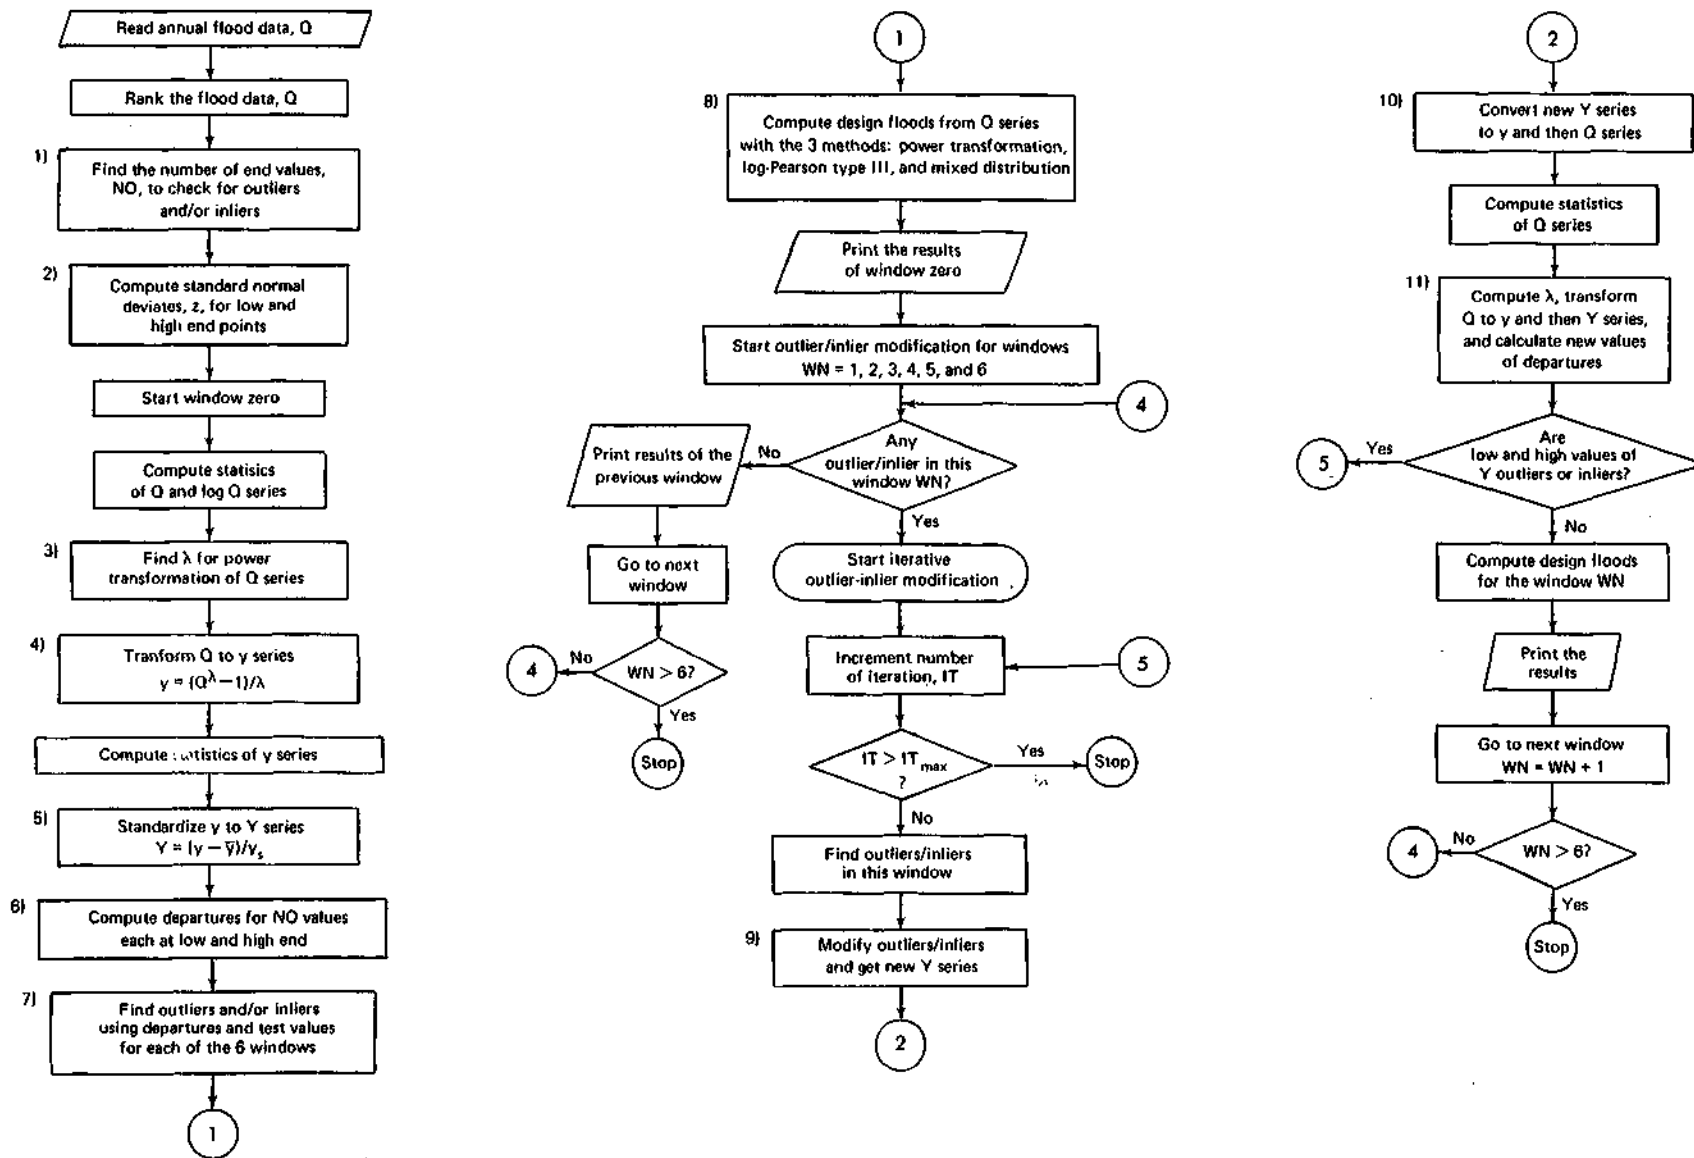 Read annual flood data, Q
Rank the flood data, Q
1)
Find the number of end values,
NO, to check for outliers
and/or inliers
2)
Compute standard normal
deviates, z, for low and
high end points
Start window zero
Compute statisics
of Q and log Q series
3)
Find λ for power
transformation of Q series
4)
Tranform Q to y series
y = (Q^λ − 1)/λ
Compute statistics of y series
5)
Standardize y to Y series
Y = (y − ȳ)/y_s
6)
Compute departures for NO values
each at low and high end
7)
Find outliers and/or inliers
using departures and test values
for each of the 6 windows
1
1
8)
Compute design floods from Q series
with the 3 methods: power transformation,
log-Pearson type III, and mixed distribution
Print the results
of window zero
Start outlier/inlier modification for windows
WN = 1, 2, 3, 4, 5, and 6
4
Any
outlier/inlier in this
window WN?
No
Print results of the
previous window
Go to next
window
WN > 6?
No
4
Yes
Stop
Yes
Start iterative
outlier-inlier modification
Increment number
of iteration, IT
5
IT > IT_max
?
Yes
Stop
No
Find outliers/inliers
in this window
9)
Modify outliers/inliers
and get new Y series
2
2
10)
Convert new Y series
to y and then Q series
Compute statistics
of Q series
11)
Compute λ, transform
Q to y and then Y series,
and calculate new values
of departures
Are
low and high values of
Y outliers or inliers?
Yes
5
No
Compute design floods
for the window WN
Print the
results
Go to next window
WN = WN + 1
WN > 6?
No
4
Yes
Stop